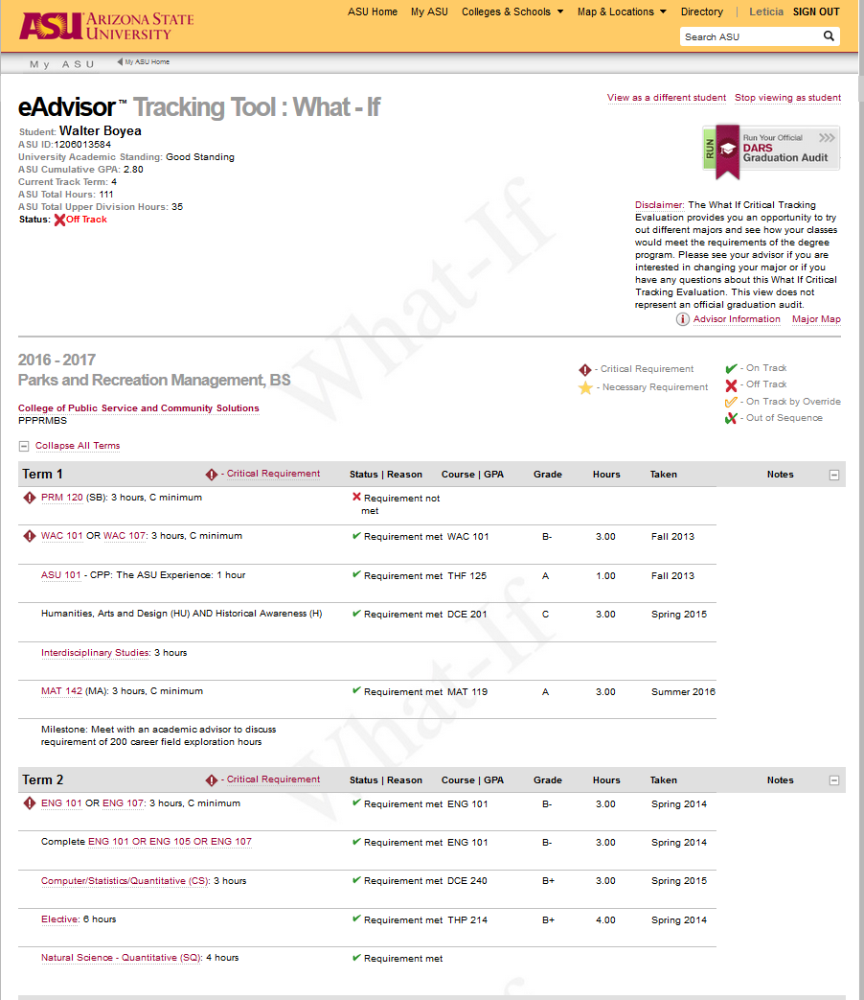 ASU ARIZONA STATE UNIVERSITY
ASU Home My ASU Colleges & Schools Map & Locations Directory | Leticia SIGN OUT
Search ASU
My ASU My ASU Home
eAdvisor™ Tracking Tool : What - If
View as a different student Stop viewing as student
Student: Walter Boyea
ASU ID:1206013584
University Academic Standing: Good Standing
ASU Cumulative GPA: 2.80
Current Track Term: 4
ASU Total Hours: 111
ASU Total Upper Division Hours: 35
Status: Off Track
RUN Run Your Official
DARS
Graduation Audit
Disclaimer: The What If Critical Tracking
Evaluation provides you an opportunity to try
out different majors and see how your classes
would meet the requirements of the degree
program. Please see your advisor if you are
interested in changing your major or if you
have any questions about this What If Critical
Tracking Evaluation. This view does not
represent an official graduation audit.
Advisor Information Major Map
What-If
2016 - 2017
Parks and Recreation Management, BS
College of Public Service and Community Solutions
PPPRMBS
- Critical Requirement
- Necessary Requirement
- On Track
- Off Track
- On Track by Override
- Out of Sequence
Collapse All Terms
Term 1 - Critical Requirement Status | Reason Course | GPA Grade Hours Taken Notes
PRM 120 (SB): 3 hours, C minimum Requirement not
met
WAC 101 OR WAC 107: 3 hours, C minimum Requirement met WAC 101 B- 3.00 Fall 2013
ASU 101 - CPP: The ASU Experience: 1 hour Requirement met THF 125 A 1.00 Fall 2013
Humanities, Arts and Design (HU) AND Historical Awareness (H) Requirement met DCE 201 C 3.00 Spring 2015
Interdisciplinary Studies: 3 hours
MAT 142 (MA): 3 hours, C minimum Requirement met MAT 119 A 3.00 Summer 2016
Milestone: Meet with an academic advisor to discuss
requirement of 200 career field exploration hours
What-If
Term 2 - Critical Requirement Status | Reason Course | GPA Grade Hours Taken Notes
ENG 101 OR ENG 107: 3 hours, C minimum Requirement met ENG 101 B- 3.00 Spring 2014
Complete ENG 101 OR ENG 105 OR ENG 107 Requirement met ENG 101 B- 3.00 Spring 2014
Computer/Statistics/Quantitative (CS): 3 hours Requirement met DCE 240 B+ 3.00 Spring 2015
Elective: 6 hours Requirement met THP 214 B+ 4.00 Spring 2014
Natural Science - Quantitative (SQ): 4 hours Requirement met